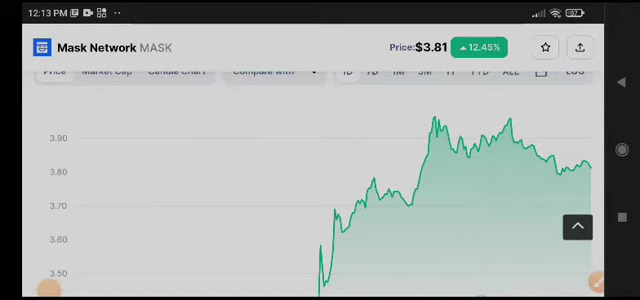 12:13 PM
67
Mask Network MASK
Price:$3.81
12.45%
Price Market Cap Candle Chart Compare with 1D 7D 1M 3M 1Y YTD ALL LOG
3.90
3.80
3.70
3.60
3.50